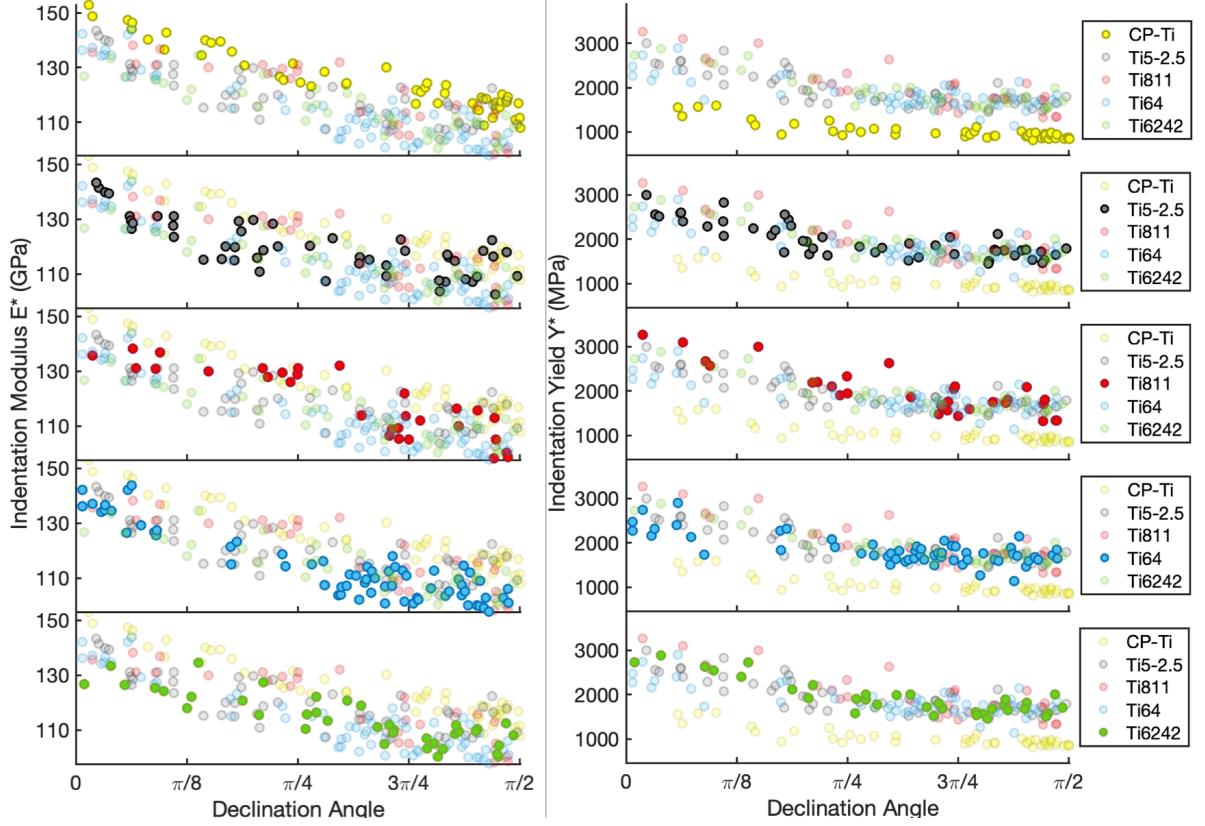 150
130
110
150
130
110
150
130
110
150
130
110
150
130
110
Indentation Modulus E* (GPa)
0
π/8
π/4
3π/4
π/2
Declination Angle
3000
2000
1000
3000
2000
1000
3000
2000
1000
3000
2000
1000
3000
2000
1000
Indentation Yield Y* (MPa)
0
π/8
π/4
3π/4
π/2
Declination Angle
CP-Ti
Ti5-2.5
Ti811
Ti64
Ti6242
CP-Ti
Ti5-2.5
Ti811
Ti64
Ti6242
CP-Ti
Ti5-2.5
Ti811
Ti64
Ti6242
CP-Ti
Ti5-2.5
Ti811
Ti64
Ti6242
CP-Ti
Ti5-2.5
Ti811
Ti64
Ti6242